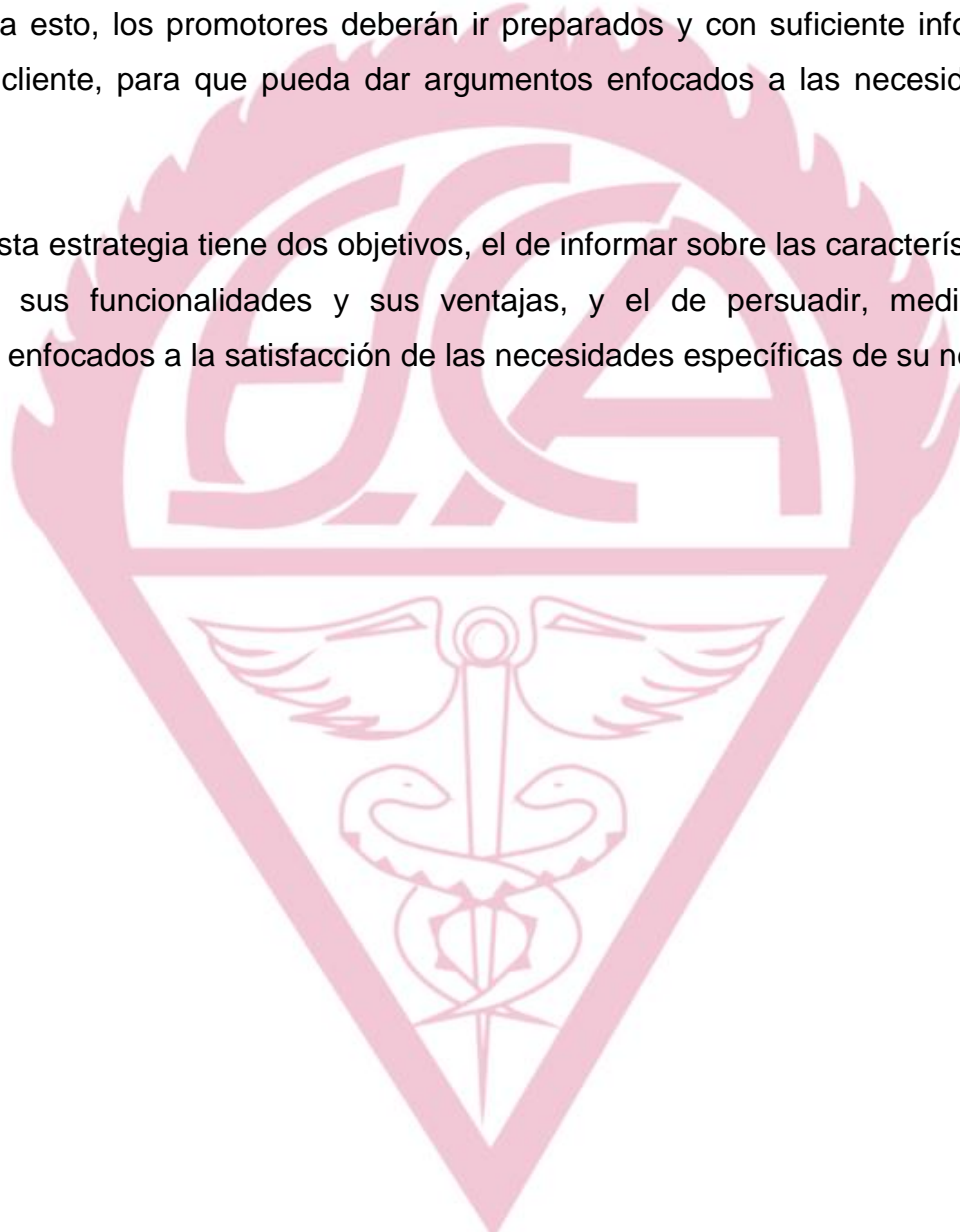 a esto, los promotores deberán ir preparados y con suficiente info
cliente, para que pueda dar argumentos enfocados a las necesid
sta estrategia tiene dos objetivos, el de informar sobre las caracterís
sus funcionalidades y sus ventajas, y el de persuadir, medi
enfocados a la satisfacción de las necesidades específicas de su ne
ESCA